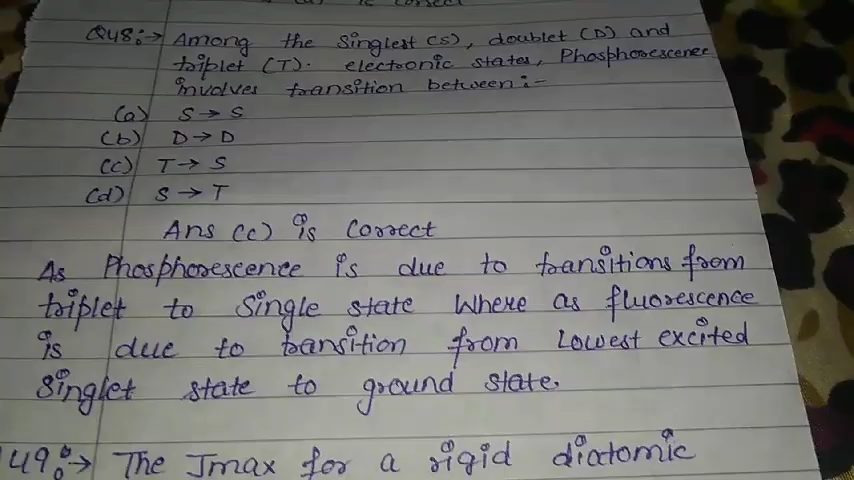 is correct
Q48:→ Among the Singlest (S), doublet (D) and
triplet (T). electronic states, Phosphorescence
involves transition between:-
(a) S → S
(b) D → D
(c) T → S
(d) S → T
Ans (c) is correct
As Phosphorescence is due to transitions from
triplet to Single state Where as fluorescence
is due to transition from Lowest excited
Singlet state to ground state.
49:→ The Jmax for a rigid diatomic